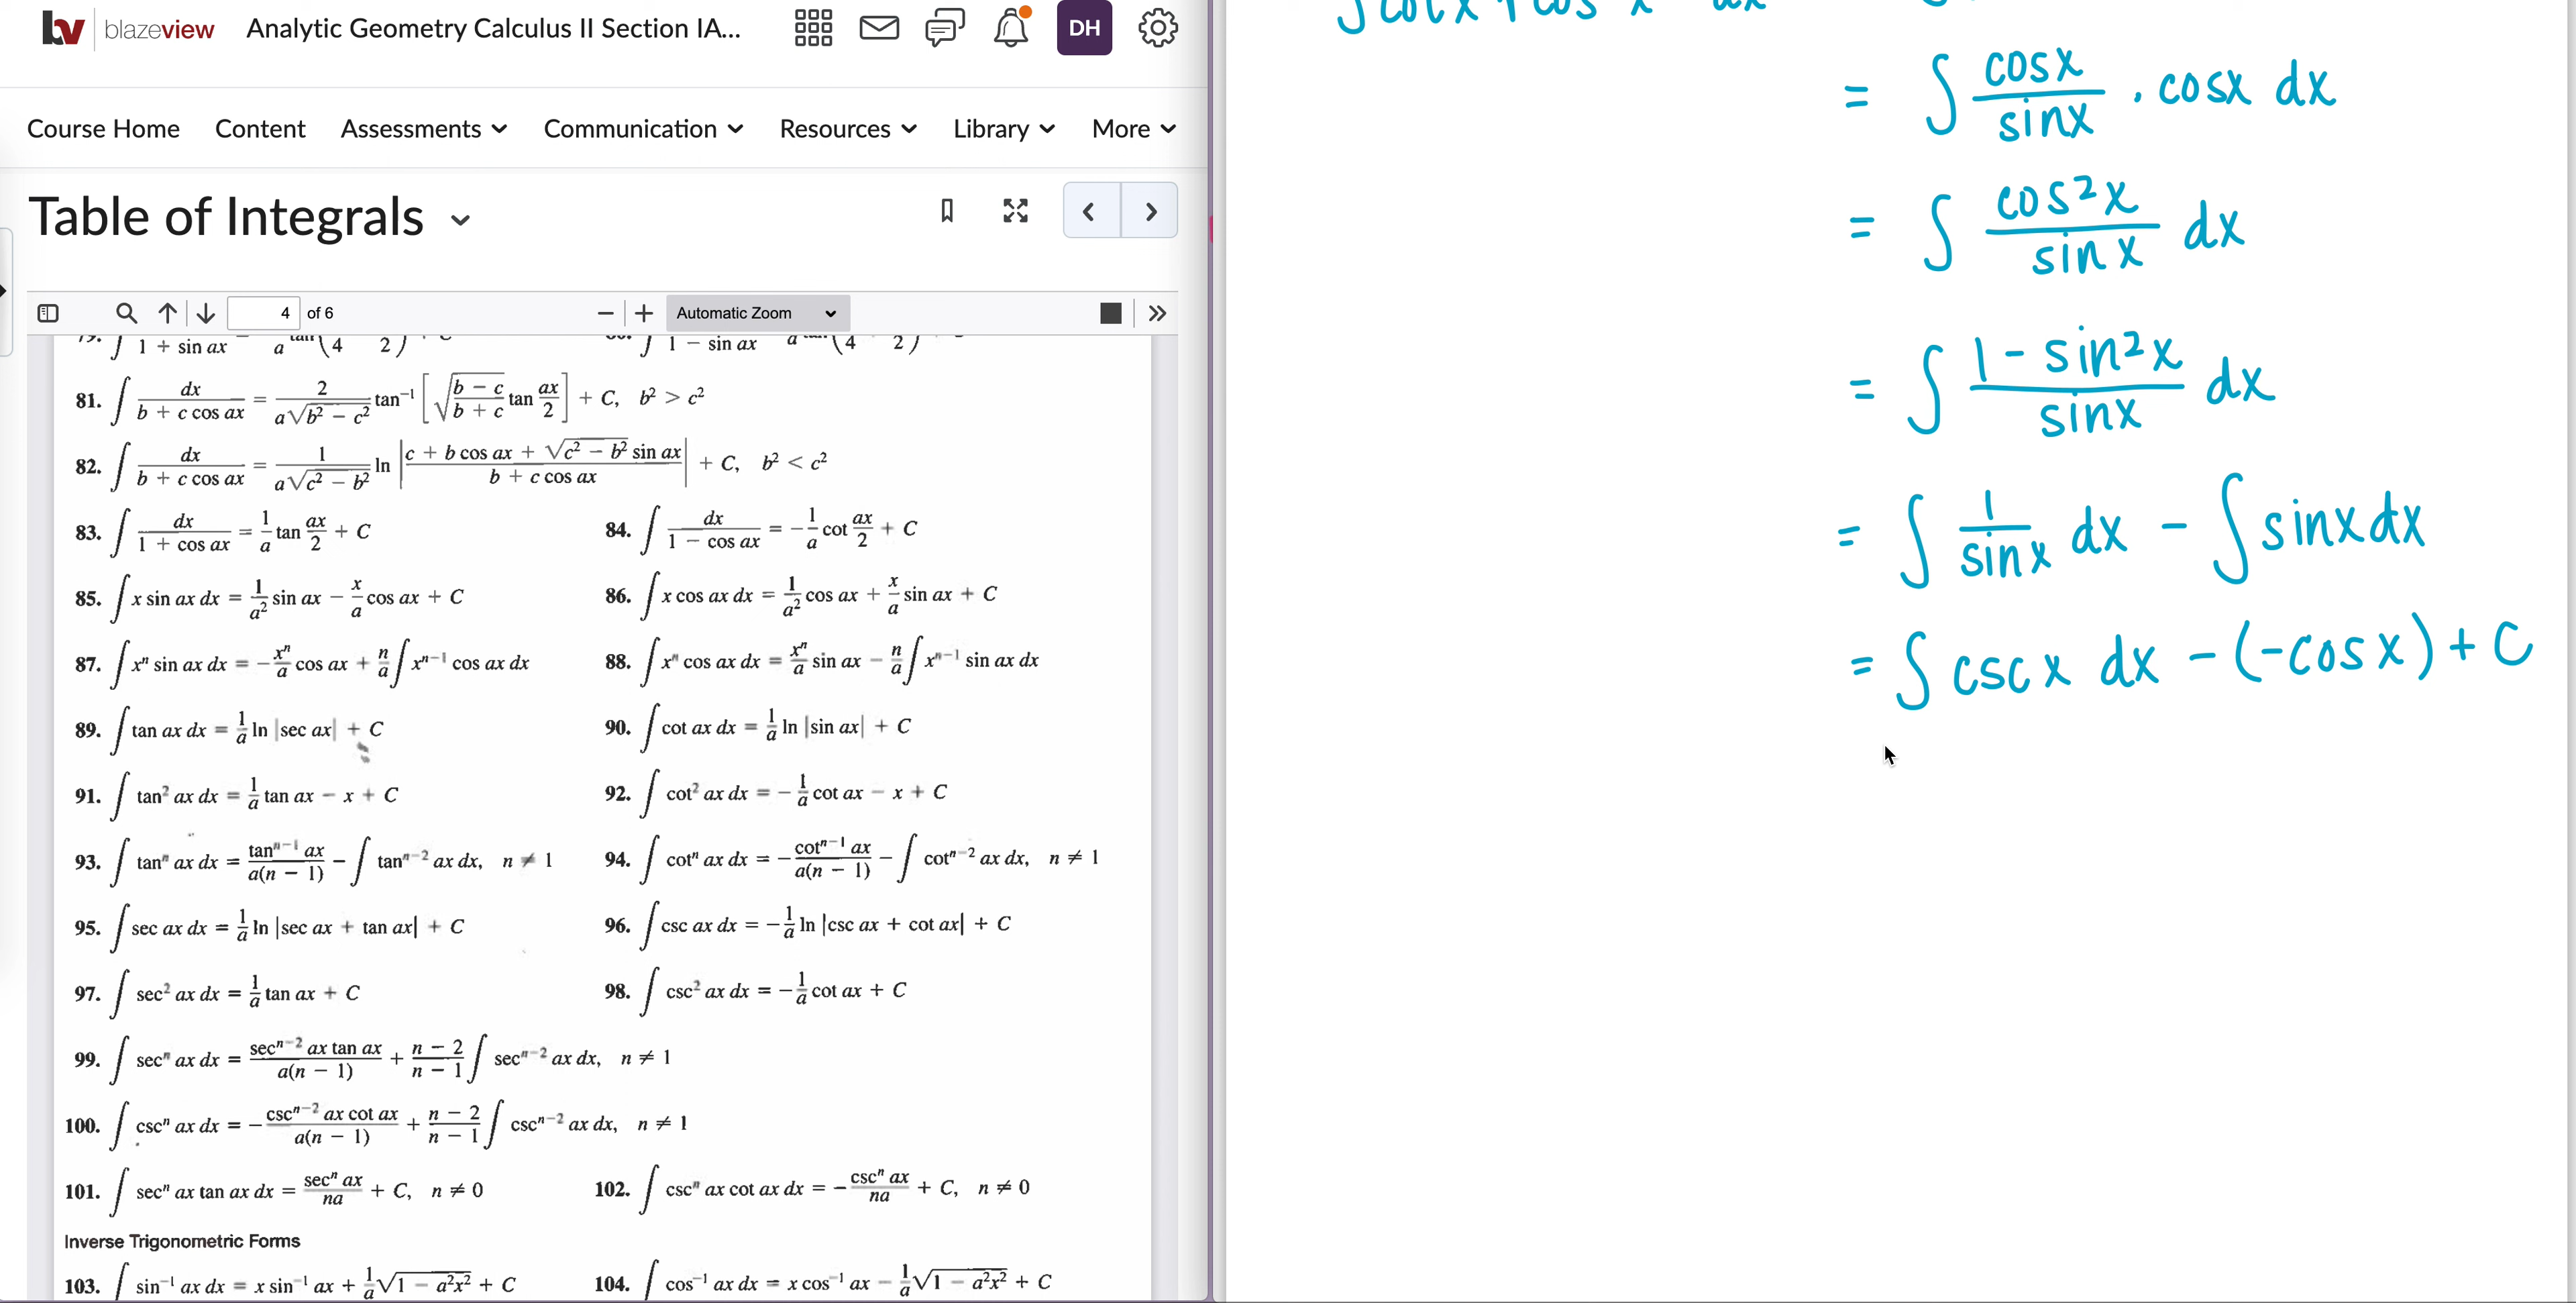 blazeview Analytic Geometry Calculus II Section IA... DH
Course Home Content Assessments Communication Resources Library More
Table of Integrals
4 of 6 Automatic Zoom
81. ∫ dx/(b + c cos ax) = 2/(a√(b² − c²)) tan⁻¹ [√((b − c)/(b + c)) tan ax/2] + C, b² > c²
82. ∫ dx/(b + c cos ax) = 1/(a√(c² − b²)) ln |(c + b cos ax + √(c² − b²) sin ax)/(b + c cos ax)| + C, b² < c²
83. ∫ dx/(1 + cos ax) = 1/a tan ax/2 + C
84. ∫ dx/(1 − cos ax) = −1/a cot ax/2 + C
85. ∫ x sin ax dx = 1/a² sin ax − x/a cos ax + C
86. ∫ x cos ax dx = 1/a² cos ax + x/a sin ax + C
87. ∫ xⁿ sin ax dx = −xⁿ/a cos ax + n/a ∫ xⁿ⁻¹ cos ax dx
88. ∫ xⁿ cos ax dx = xⁿ/a sin ax − n/a ∫ xⁿ⁻¹ sin ax dx
89. ∫ tan ax dx = 1/a ln |sec ax| + C
90. ∫ cot ax dx = 1/a ln |sin ax| + C
91. ∫ tan² ax dx = 1/a tan ax − x + C
92. ∫ cot² ax dx = −1/a cot ax − x + C
93. ∫ tanⁿ ax dx = tanⁿ⁻¹ ax/(a(n − 1)) − ∫ tanⁿ⁻² ax dx, n ≠ 1
94. ∫ cotⁿ ax dx = −cotⁿ⁻¹ ax/(a(n − 1)) − ∫ cotⁿ⁻² ax dx, n ≠ 1
95. ∫ sec ax dx = 1/a ln |sec ax + tan ax| + C
96. ∫ csc ax dx = −1/a ln |csc ax + cot ax| + C
97. ∫ sec² ax dx = 1/a tan ax + C
98. ∫ csc² ax dx = −1/a cot ax + C
99. ∫ secⁿ ax dx = secⁿ⁻² ax tan ax/(a(n − 1)) + (n − 2)/(n − 1) ∫ secⁿ⁻² ax dx, n ≠ 1
100. ∫ cscⁿ ax dx = −cscⁿ⁻² ax cot ax/(a(n − 1)) + (n − 2)/(n − 1) ∫ cscⁿ⁻² ax dx, n ≠ 1
101. ∫ secⁿ ax tan ax dx = secⁿ ax/na + C, n ≠ 0
102. ∫ cscⁿ ax cot ax dx = −cscⁿ ax/na + C, n ≠ 0
Inverse Trigonometric Forms
103. ∫ sin⁻¹ ax dx = x sin⁻¹ ax + 1/a √(1 − a²x²) + C
104. ∫ cos⁻¹ ax dx = x cos⁻¹ ax − 1/a √(1 − a²x²) + C
= ∫ cosx/sinx · cosx dx
= ∫ cos²x/sinx dx
= ∫ (1 - sin²x)/sinx dx
= ∫ 1/sinx dx - ∫ sinx dx
= ∫ cscx dx - (-cosx) + C